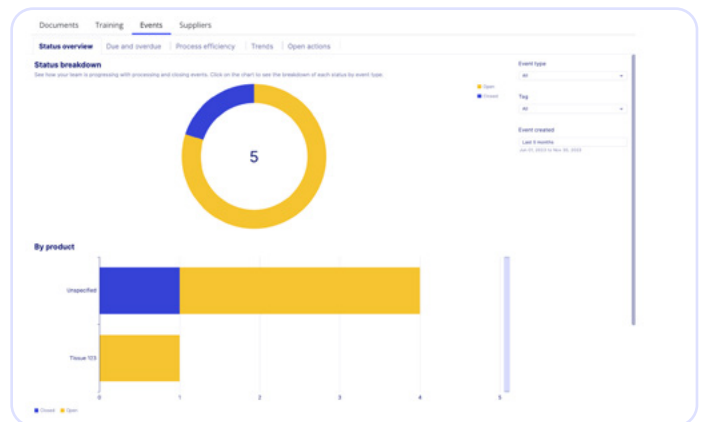 Documents Training Events Suppliers
Status overview Due and overdue Process efficiency Trends Open actions
Status breakdown
See how your team is progressing with processing and closing events. Click on the chart to see the breakdown of each status by event type.
Open
Closed
5
Event type
All
Tag
All
Event created
Last 5 months
By product
Unspecified
Tissue 123
0 1 2 3 4 5
Closed Open